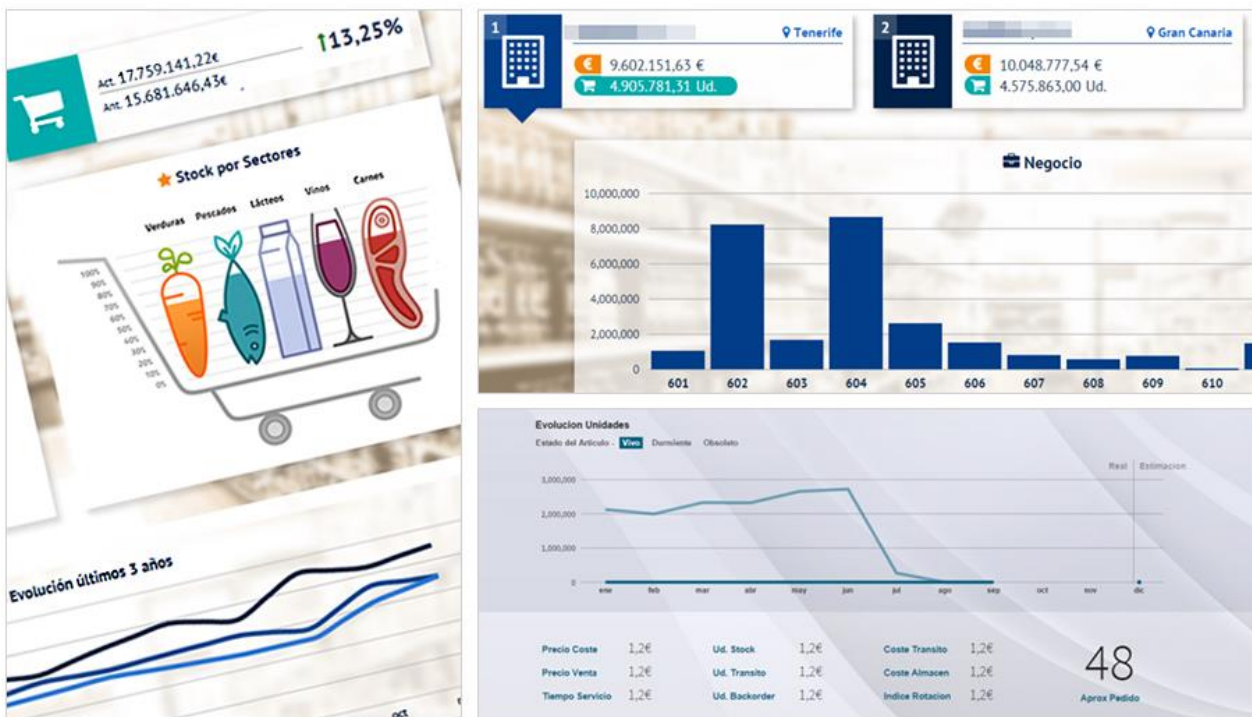 Act. 17.759.141,22€
Ant. 15.681.646,43€
13,25%
Stock por Sectores
Verduras Pescados Lácteos Vinos Carnes
100%
90%
80%
70%
60%
50%
40%
30%
20%
10%
0%
Evolución últimos 3 años
OCT
1
Tenerife
€ 9.602.151,63 €
4.905.781,31 Ud.
2
Gran Canaria
€ 10.048.777,54 €
4.575.863,00 Ud.
Negocio
10,000,000
8,000,000
6,000,000
4,000,000
2,000,000
0
601 602 603 604 605 606 607 608 609 610
Evolucion Unidades
Estado del Articulo - Vivo Durmiente Obsoleto
Real Estimacion
3,000,000
2,000,000
1,000,000
0
ene feb mar abr may jun jul ago sep oct nov dic
Precio Coste 1,2€ Ud. Stock 1,2€ Coste Transito 1,2€
Precio Venta 1,2€ Ud. Transito 1,2€ Coste Almacen 1,2€
Tiempo Servicio 1,2€ Ud. Backorder 1,2€ Indice Rotacion 1,2€
48
Aprox Pedido